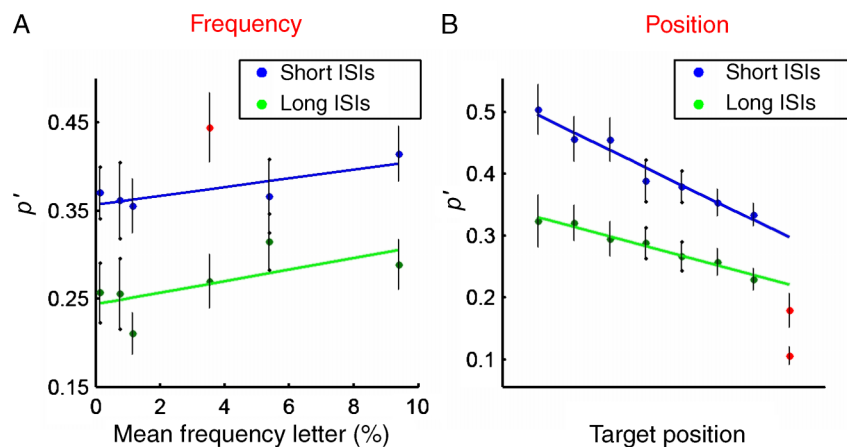 A
Frequency
Short ISIs
Long ISIs
0.45
0.35
0.25
0.15
p'
0
2
4
6
8
10
Mean frequency letter (%)
B
Position
Short ISIs
Long ISIs
0.5
0.4
0.3
0.2
0.1
p'
Target position